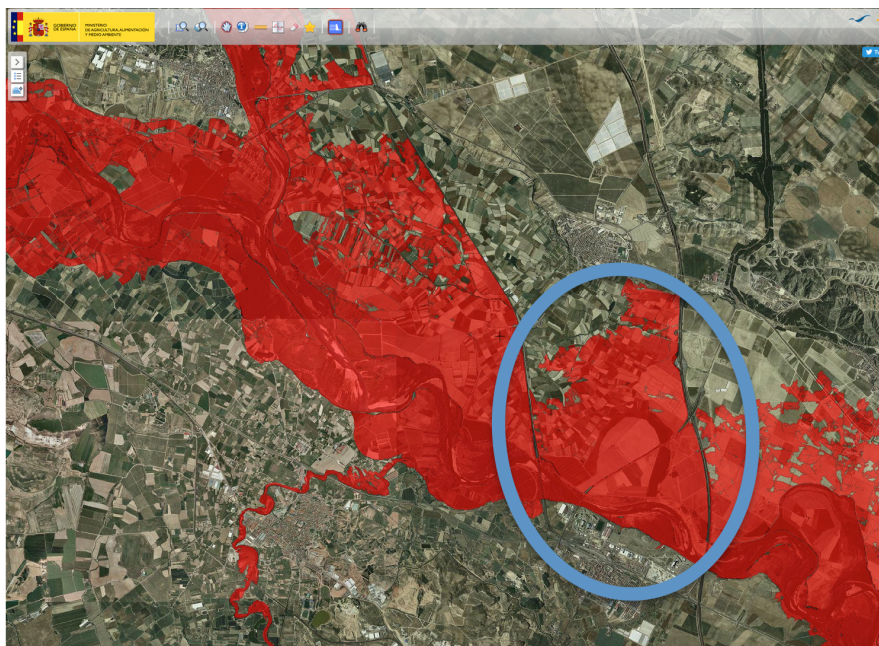 GOBIERNO
DE ESPAÑA
MINISTERIO
DE AGRICULTURA, ALIMENTACIÓN
Y MEDIO AMBIENTE